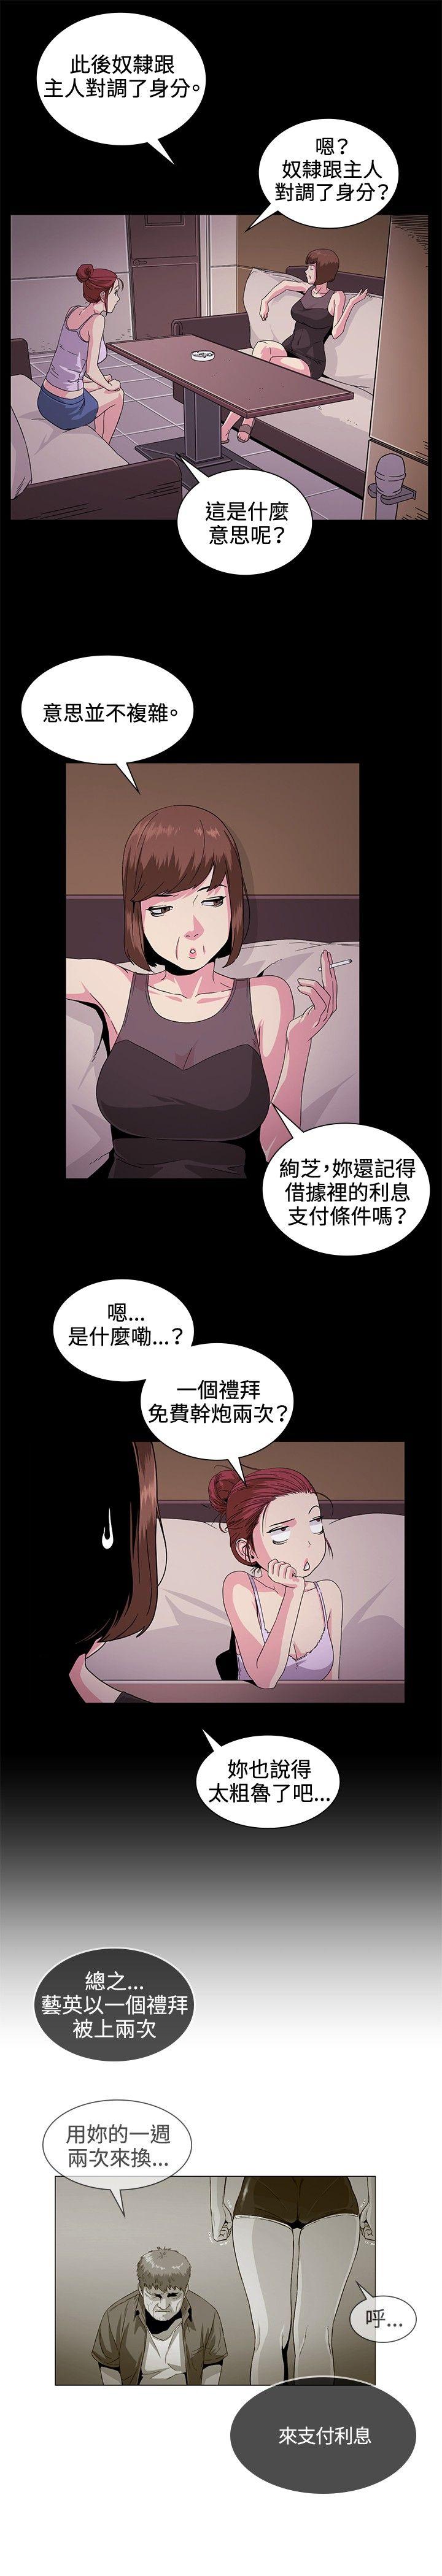 此後奴隸跟
主人對調了身分。
嗯？
奴隸跟主人
對調了身分？
這是什麼
意思呢？
意思並不複雜。
絢芝，妳還記得
借據裡的利息
支付條件嗎？
嗯...
是什麼嘞...？
一個禮拜
免費幹炮兩次？
妳也說得
太粗魯了吧...
總之...
藝英以一個禮拜
被上兩次
用妳的一週
兩次來換...
呼...
來支付利息